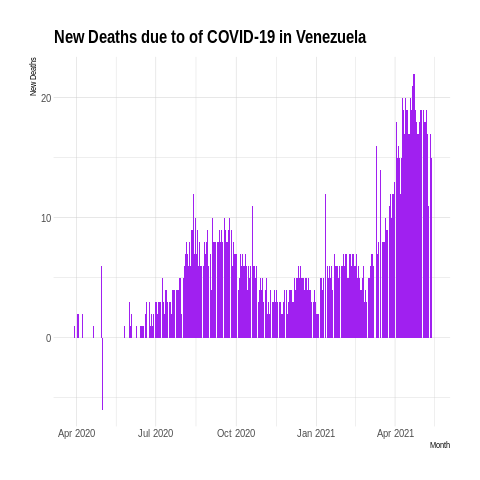 New Deaths due to of COVID-19 in Venezuela
New Deaths
20
10
0
Apr 2020 Jul 2020 Oct 2020 Jan 2021 Apr 2021
Month